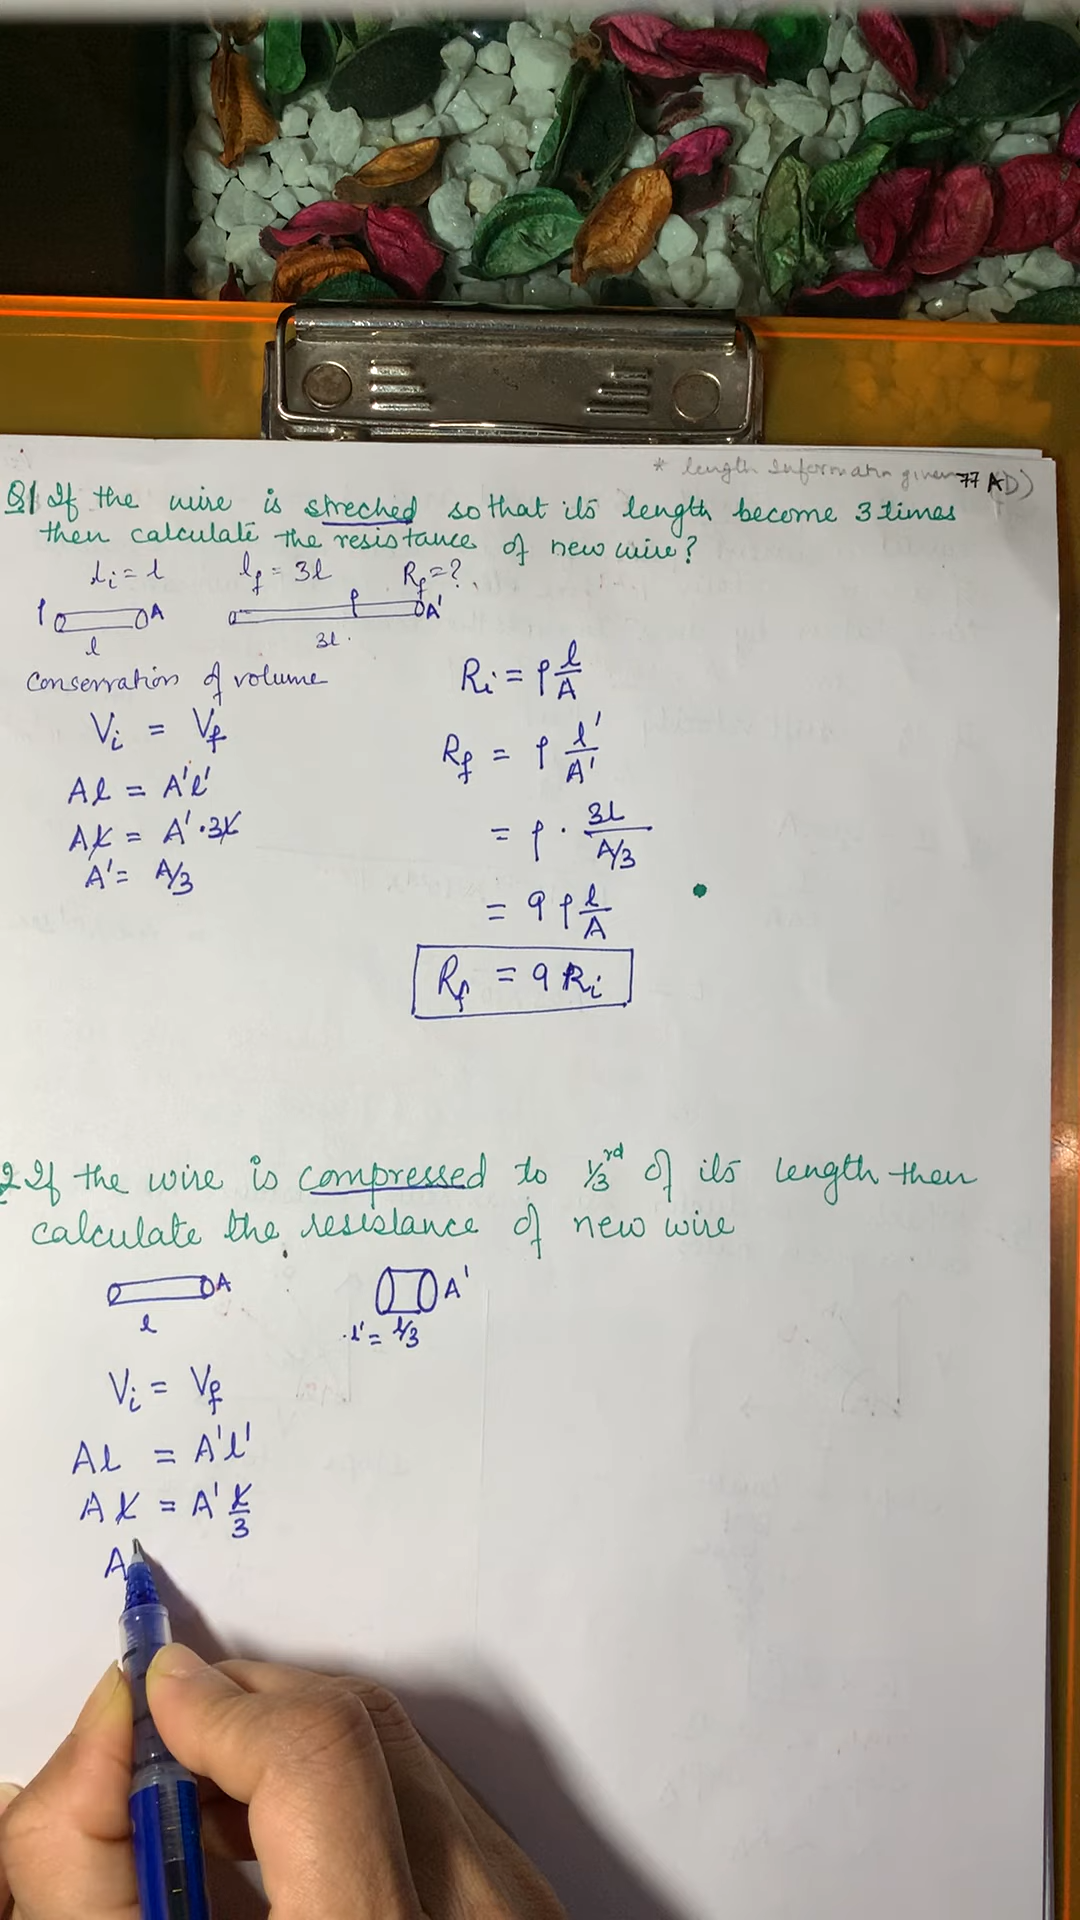 * length Informatn given 77 A (D)
Q1 If the wire is streched so that its length become 3 times
then calculate the resistance of new wire?
li = l lf = 3l Rf = ?
ρ A ρ A'
l 3l
Conservation of volume
Vi = Vf
Al = A'l'
Al = A'·3l
A' = A/3
Ri = ρ l/A
Rf = ρ l'/A'
= ρ · 3l/A/3
= 9 ρ l/A
Rf = 9 Ri
2 If the wire is compressed to 1/3rd of its length then
calculate the resistance of new wire
A A'
l l' = l/3
Vi = Vf
Al = A'l'
Al = A' l/3
A